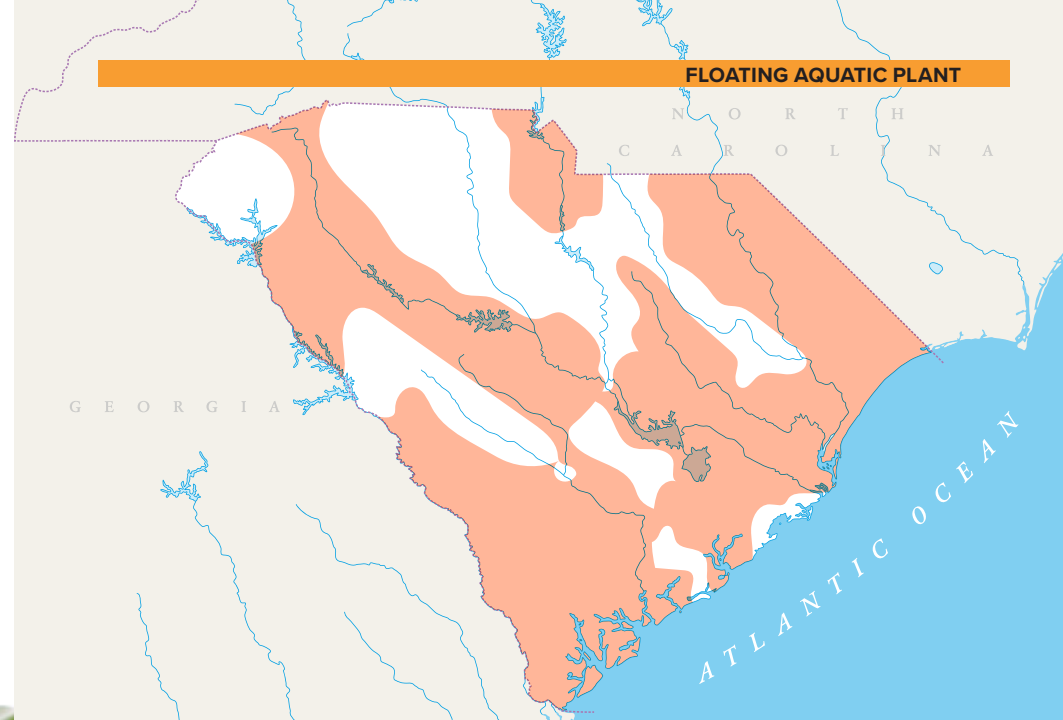 FLOATING AQUATIC PLANT
NORTH
CAROLINA
GEORGIA
ATLANTIC OCEAN